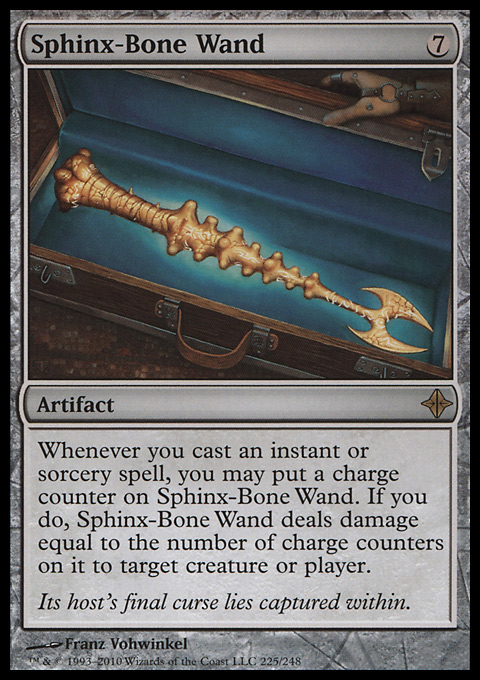 Sphinx-Bone Wand 7
Artifact
Whenever you cast an instant or
sorcery spell, you may put a charge
counter on Sphinx-Bone Wand. If you
do, Sphinx-Bone Wand deals damage
equal to the number of charge counters
on it to target creature or player.
Its host's final curse lies captured within.
Franz Vohwinkel
™ & © 1993–2010 Wizards of the Coast LLC 225/248